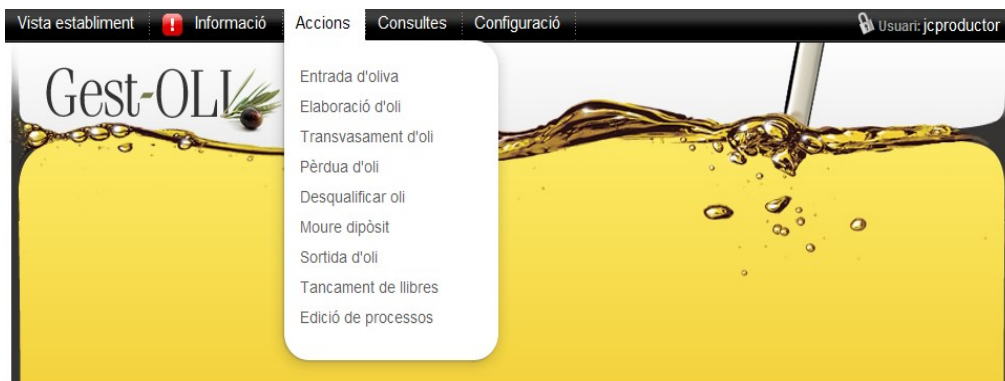 Vista establiment ! Informació Accions Consultes Configuració Usuari: jcproductor
Gest-OLI
Entrada d'oliva
Elaboració d'oli
Transvasament d'oli
Pèrdua d'oli
Desqualificar oli
Moure dipòsit
Sortida d'oli
Tancament de llibres
Edició de processos